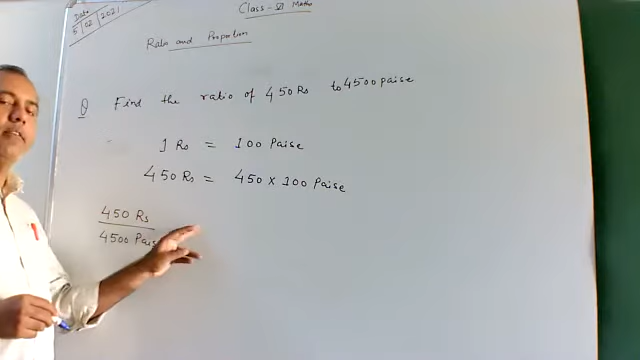 Class - VI Maths
Date
5/02/2021
Ratio and Proportion
Q Find the ratio of 450 Rs to 4500 paise
1 Rs = 100 Paise
450 Rs = 450 x 100 Paise
450 Rs
4500 Pais